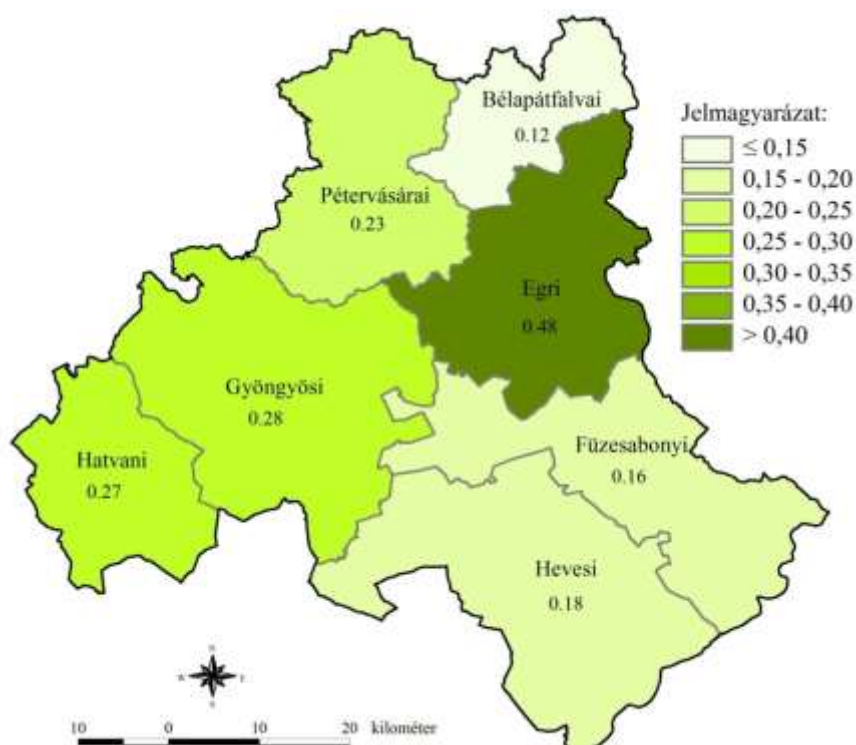 Bélapátfalvai
0.12
Jelmagyarázat:
≤ 0,15
0,15 - 0,20
0,20 - 0,25
0,25 - 0,30
0,30 - 0,35
0,35 - 0,40
> 0,40
Pétervásárai
0.23
Egri
0.48
Gyöngyösi
0.28
Füzesabonyi
0.16
Hatvani
0.27
Hevesi
0.18
N
W E
S
10 0 10 20 kilométer